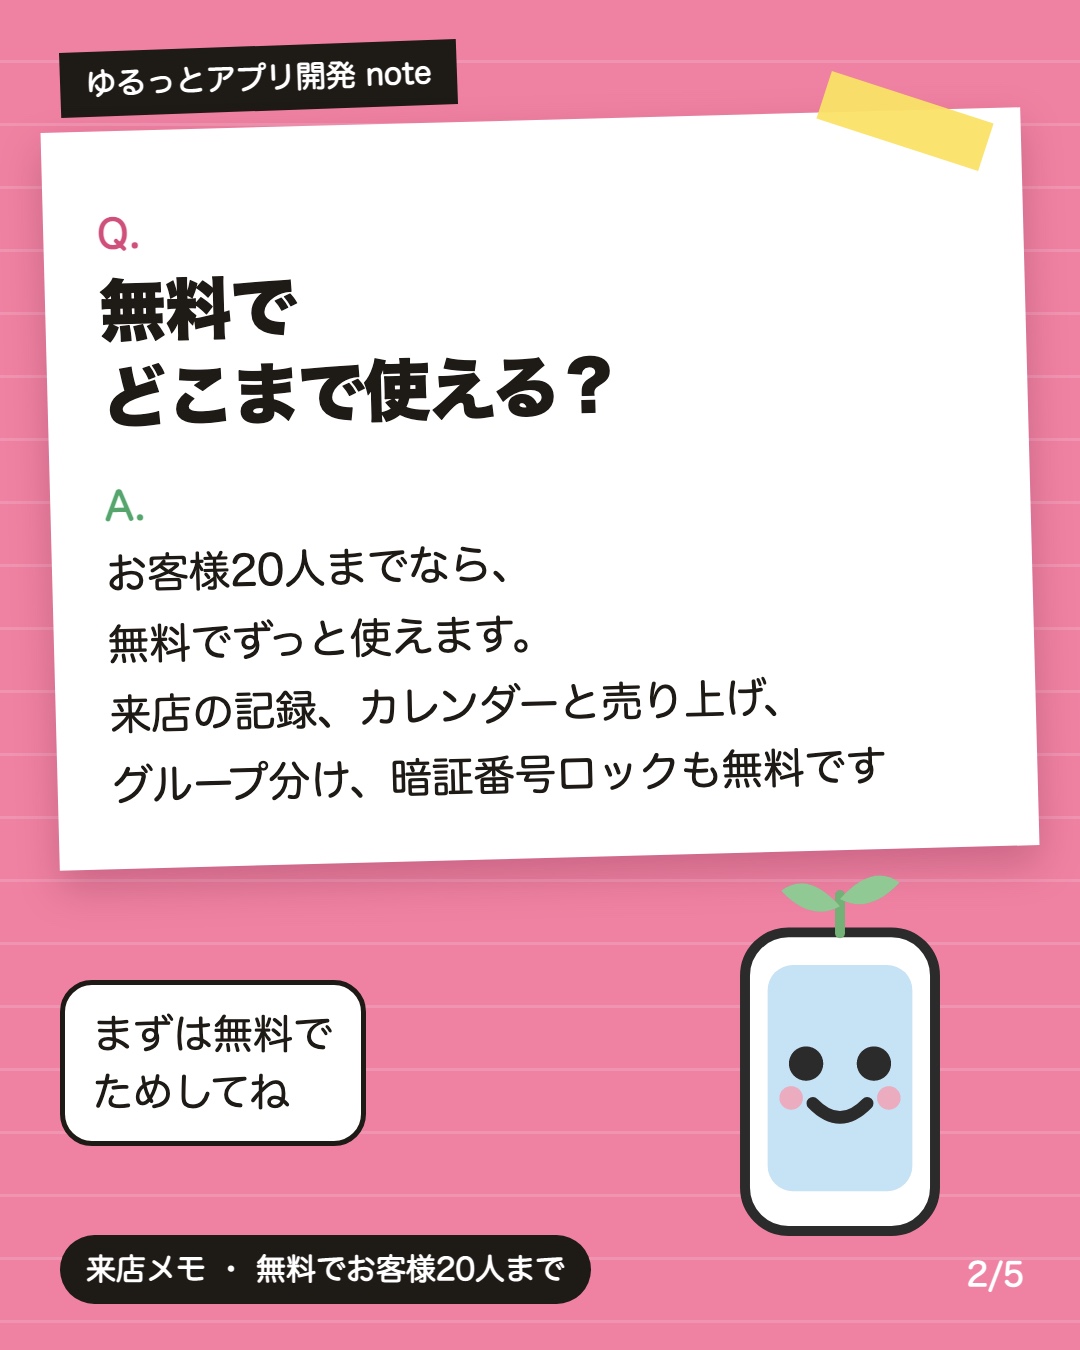 ゆるっとアプリ開発 note
Q.
無料で
どこまで使える？
A.
お客様20人までなら、
無料でずっと使えます。
来店の記録、カレンダーと売り上げ、
グループ分け、暗証番号ロックも無料です
まずは無料で
ためしてね
来店メモ ・ 無料でお客様20人まで
2/5